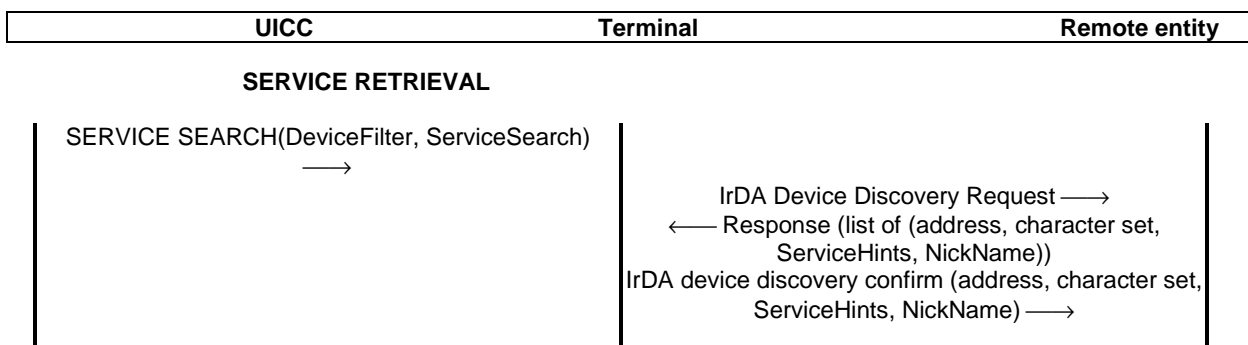 UICC Terminal Remote entity
SERVICE RETRIEVAL
SERVICE SEARCH(DeviceFilter, ServiceSearch)
⟶
IrDA Device Discovery Request ⟶
⟵ Response (list of (address, character set,
ServiceHints, NickName))
IrDA device discovery confirm (address, character set,
ServiceHints, NickName) ⟶